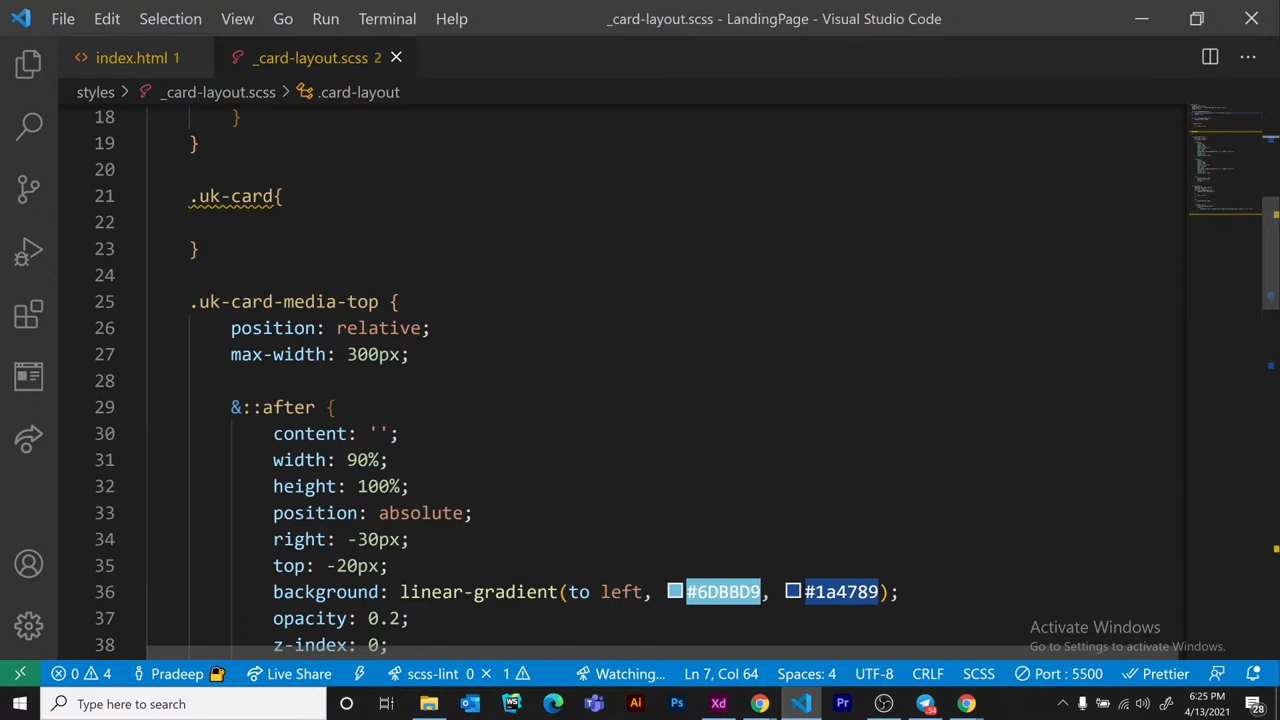 File Edit Selection View Go Run Terminal Help _card-layout.scss - LandingPage - Visual Studio Code
index.html 1 _card-layout.scss 2
styles > _card-layout.scss > .card-layout
18 }
19 }
20
21 .uk-card{
22
23 }
24
25 .uk-card-media-top {
26 position: relative;
27 max-width: 300px;
28
29 &::after {
30 content: '';
31 width: 90%;
32 height: 100%;
33 position: absolute;
34 right: -30px;
35 top: -20px;
36 background: linear-gradient(to left, #6DBBD9, #1a4789);
37 opacity: 0.2;
38 z-index: 0;
Activate Windows
Go to Settings to activate Windows.
0 4 Pradeep Live Share scss-lint 1 Watching... Ln 7, Col 64 Spaces: 4 UTF-8 CRLF SCSS Port : 5500 Prettier
Type here to search 6:25 PM
4/13/2021 28